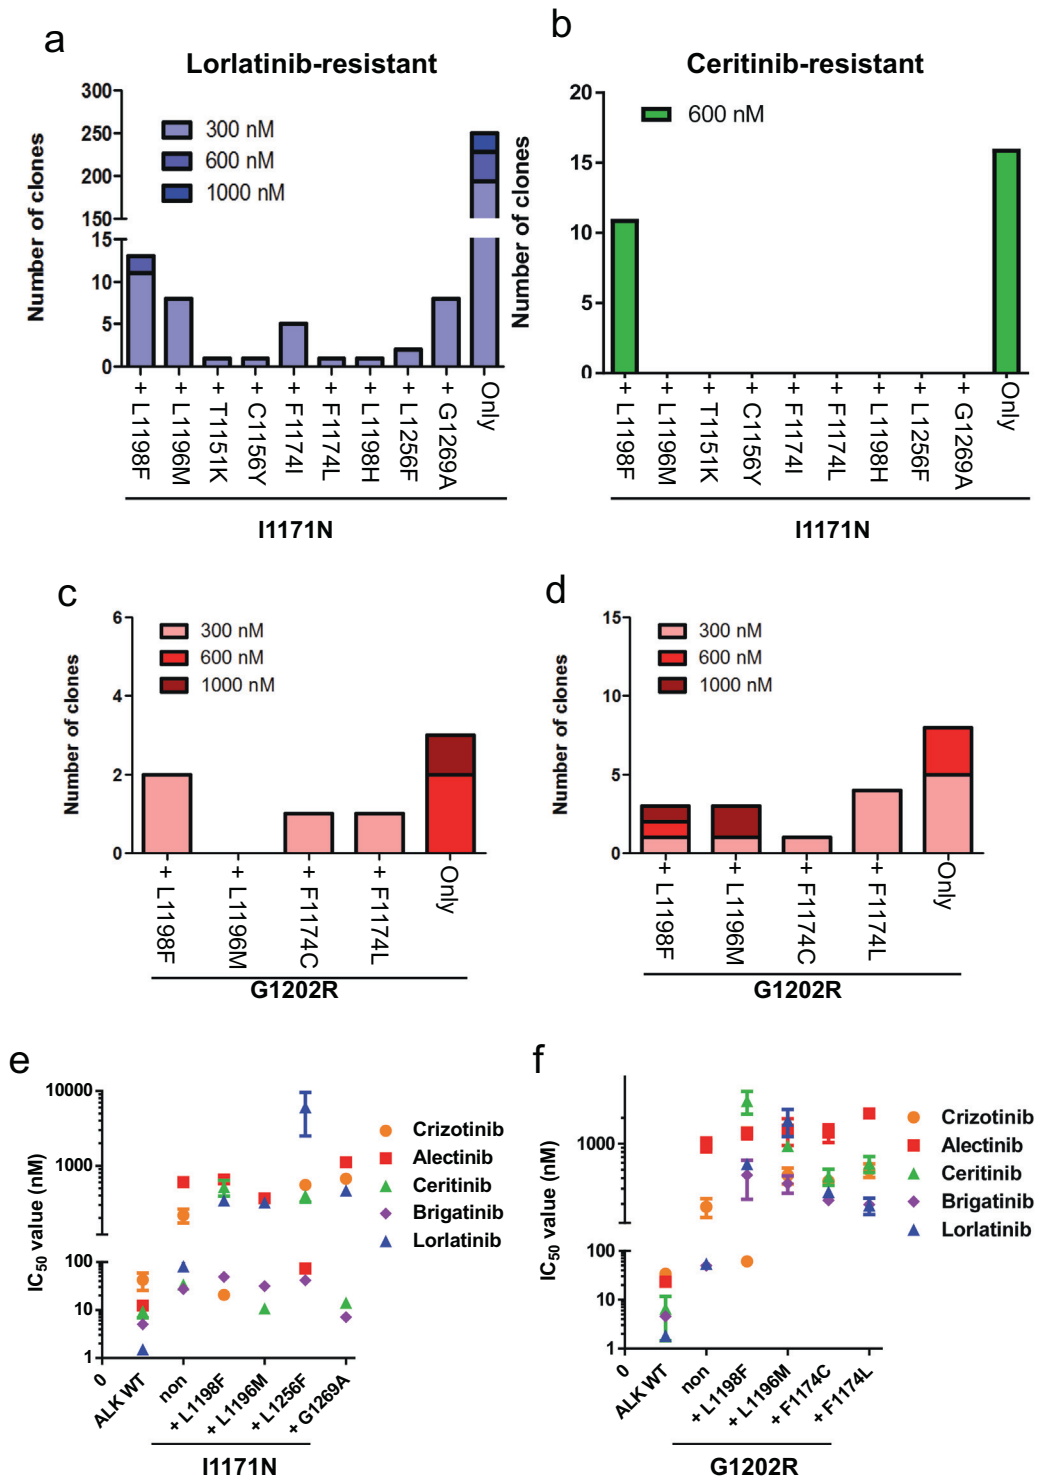 a
Lorlatinib-resistant
Number of clones
300
250
200
150
15
10
5
0
300 nM
600 nM
1000 nM
+ L1198F
+ L1196M
+ T1151K
+ C1156Y
+ F1174I
+ F1174L
+ L1198H
+ L1256F
+ G1269A
Only
I1171N
b
Ceritinib-resistant
Number of clones
20
15
10
5
0
600 nM
+ L1198F
+ L1196M
+ T1151K
+ C1156Y
+ F1174I
+ F1174L
+ L1198H
+ L1256F
+ G1269A
Only
I1171N
c
Number of clones
6
4
2
0
300 nM
600 nM
1000 nM
+ L1198F
+ L1196M
+ F1174C
+ F1174L
Only
G1202R
d
Number of clones
15
10
5
0
300 nM
600 nM
1000 nM
+ L1198F
+ L1196M
+ F1174C
+ F1174L
Only
G1202R
e
IC50 value (nM)
10000
1000
100
10
1
0
ALK WT
non
+ L1198F
+ L1196M
+ L1256F
+ G1269A
I1171N
Crizotinib
Alectinib
Ceritinib
Brigatinib
Lorlatinib
f
IC50 value (nM)
1000
100
10
1
0
ALK WT
non
+ L1198F
+ L1196M
+ F1174C
+ F1174L
G1202R
Crizotinib
Alectinib
Ceritinib
Brigatinib
Lorlatinib